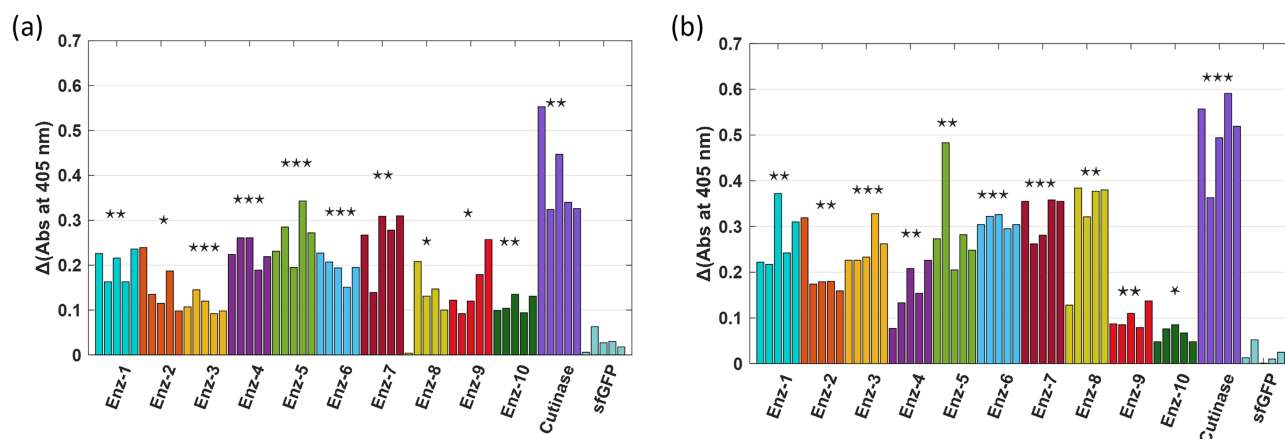 (a)
Δ(Abs at 405 nm)
0.7
0.6
0.5
0.4
0.3
0.2
0.1
0
★★
★
★★★
★★★
★★★
★★★
★★
★
★
★★
★★
Enz-1
Enz-2
Enz-3
Enz-4
Enz-5
Enz-6
Enz-7
Enz-8
Enz-9
Enz-10
Cutinase
sfGFP
(b)
Δ(Abs at 405 nm)
0.7
0.6
0.5
0.4
0.3
0.2
0.1
0
★★
★★
★★★
★★
★★
★★★
★★★
★★
★★
★
★★★
Enz-1
Enz-2
Enz-3
Enz-4
Enz-5
Enz-6
Enz-7
Enz-8
Enz-9
Enz-10
Cutinase
sfGFP